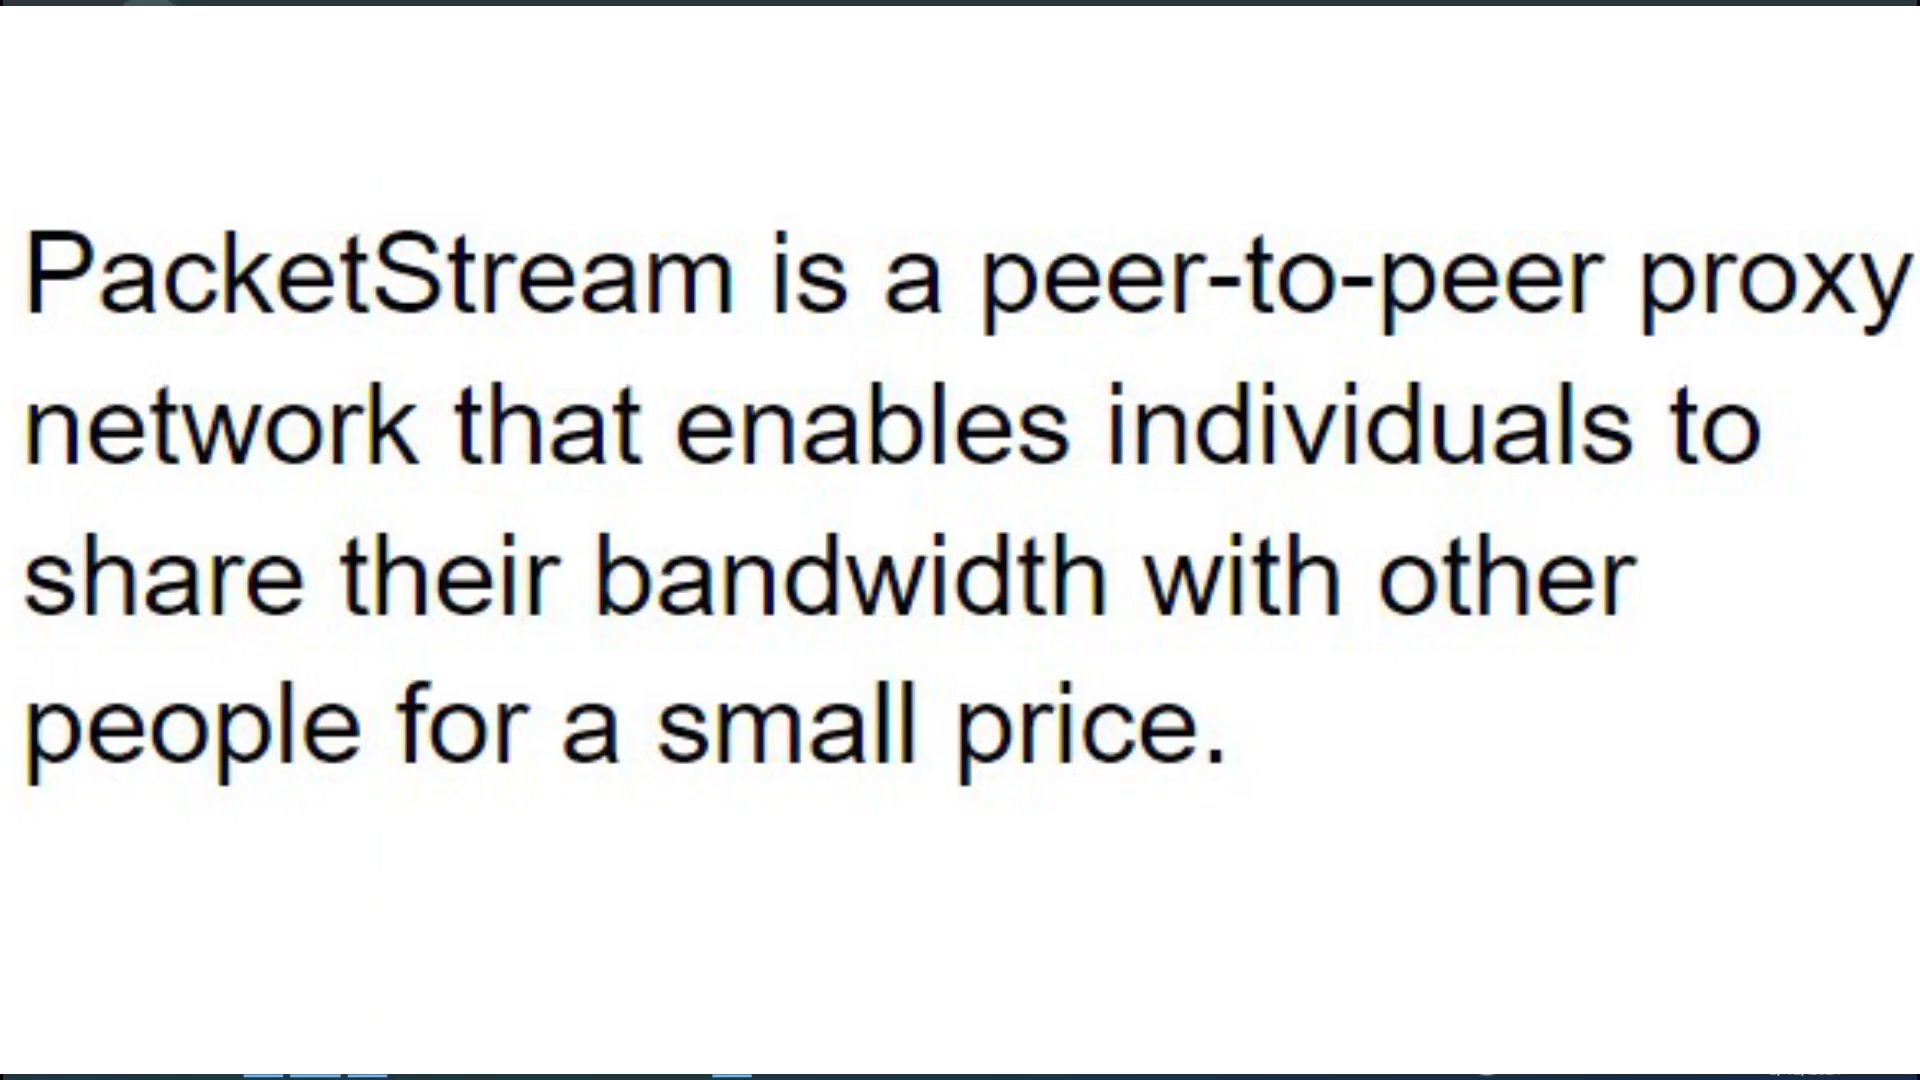 PacketStream is a peer-to-peer proxy
network that enables individuals to
share their bandwidth with other
people for a small price.